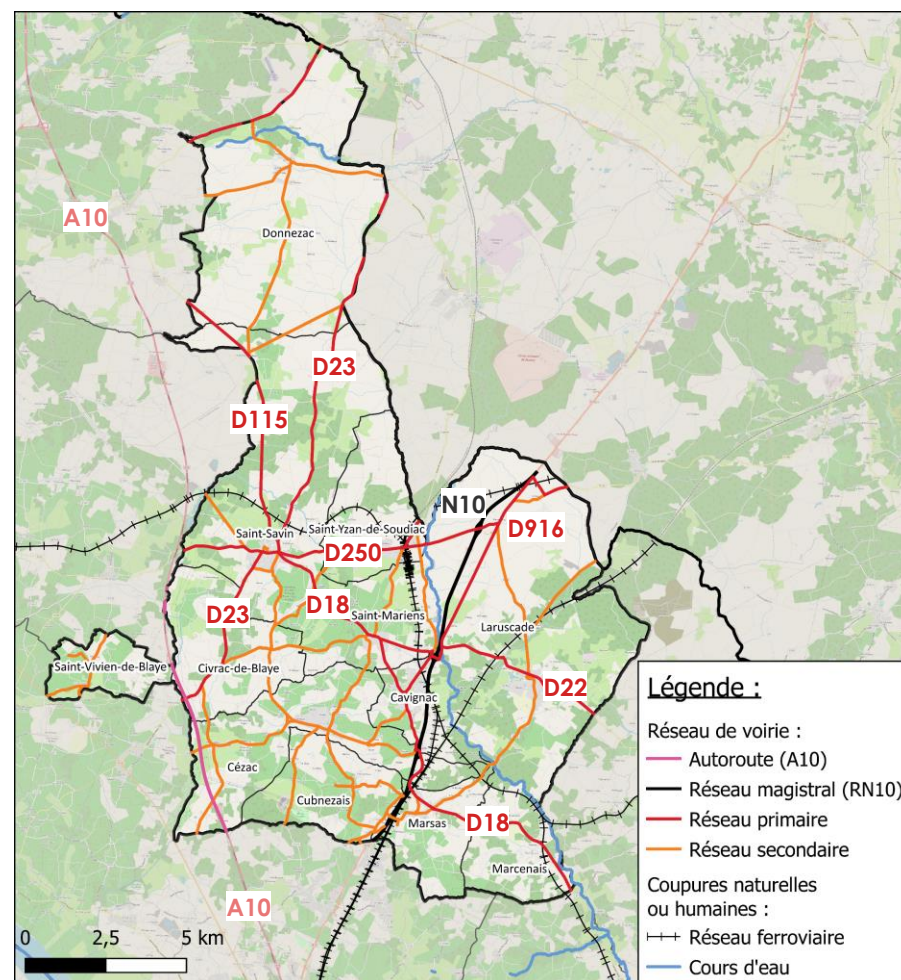 A10
Donnezac
D23
D115
N10
Saint-Savin
Saint-Yzan-de-Soudiac
D916
D250
D23
D18
Saint-Mariens
Laruscade
Saint-Vivien-de-Blaye
Civrac-de-Blaye
D22
Cavignac
Cézac
Cubnezais
Marsas
D18
Marcenais
A10
0 2,5 5 km
Légende :
Réseau de voirie :
Autoroute (A10)
Réseau magistral (RN10)
Réseau primaire
Réseau secondaire
Coupures naturelles
ou humaines :
Réseau ferroviaire
Cours d'eau